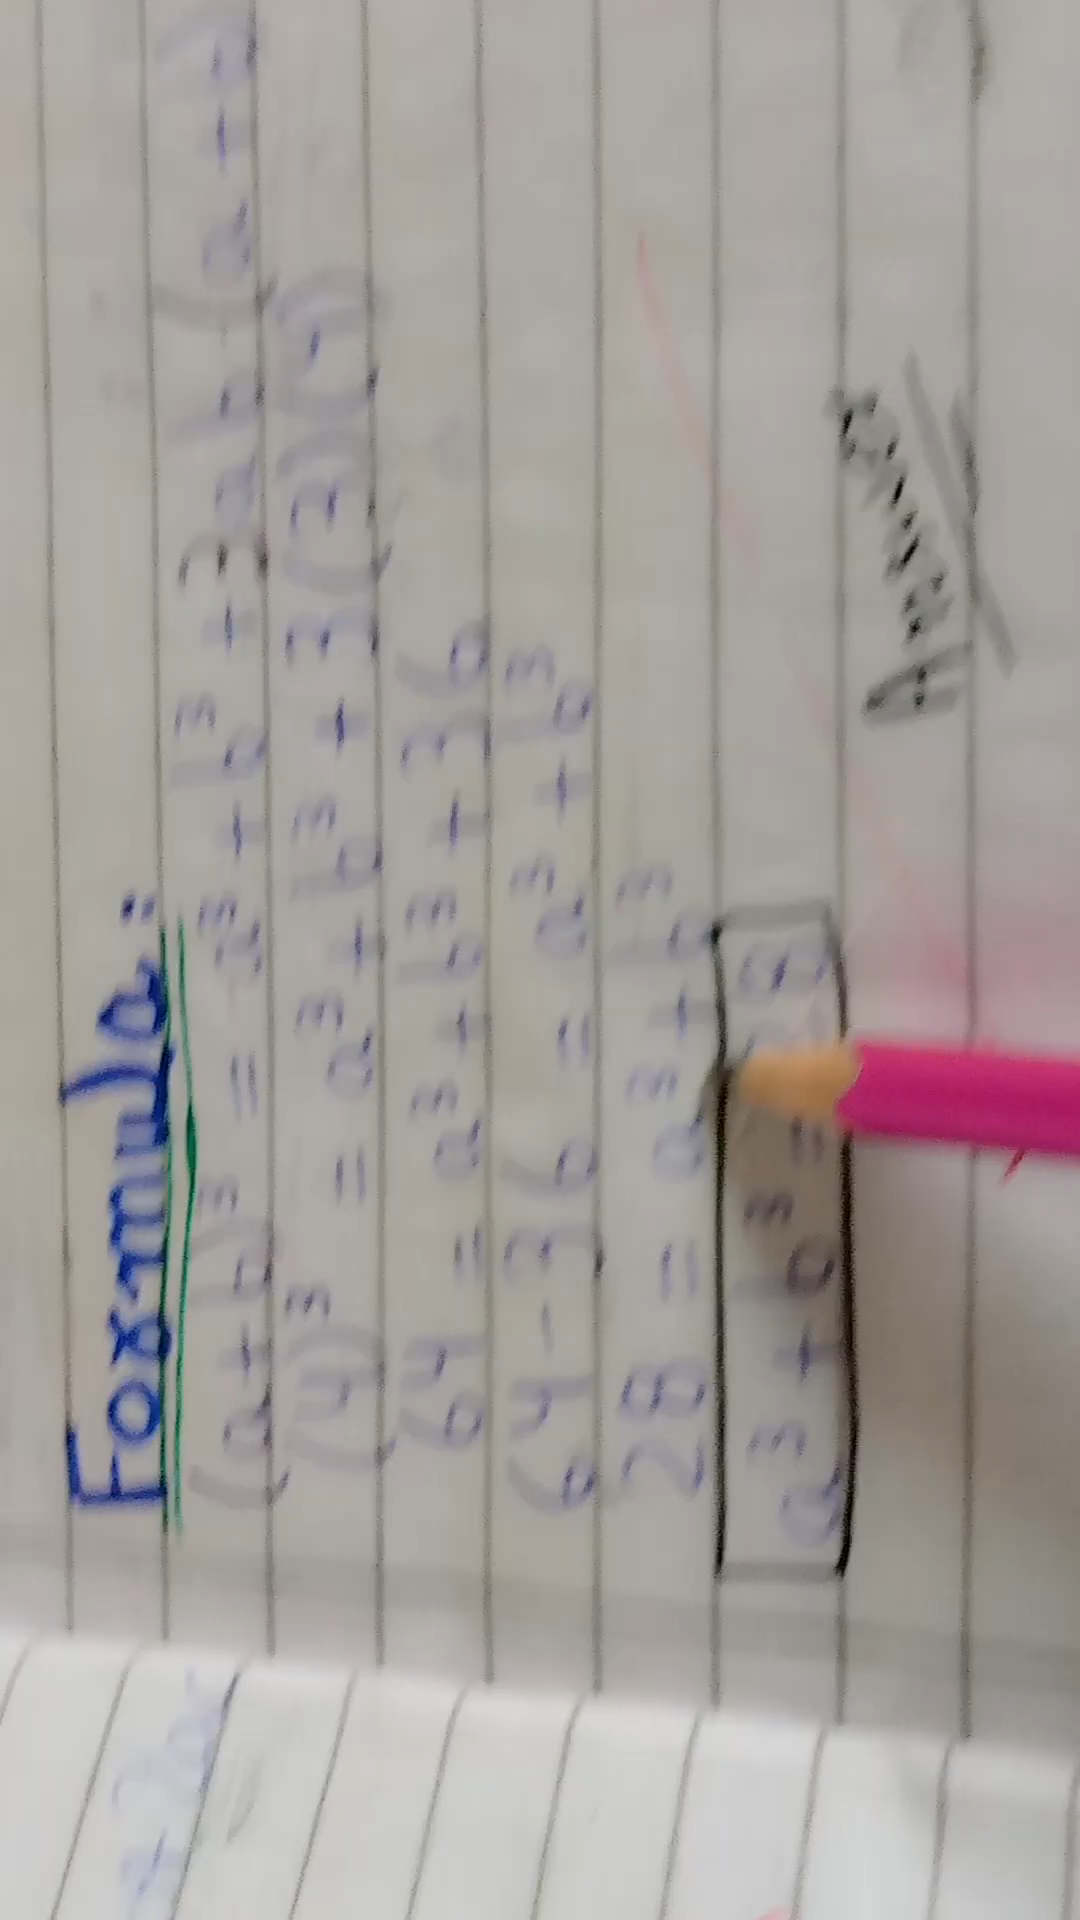 Formula:
(a+b)³ = a³+b³+3ab(a+b)
(4)³ = a³+b³+3(3)(4)
64 = a³+b³+36
64-36 = a³+b³
28 = a³+b³
a³+b³ = 28
Answer